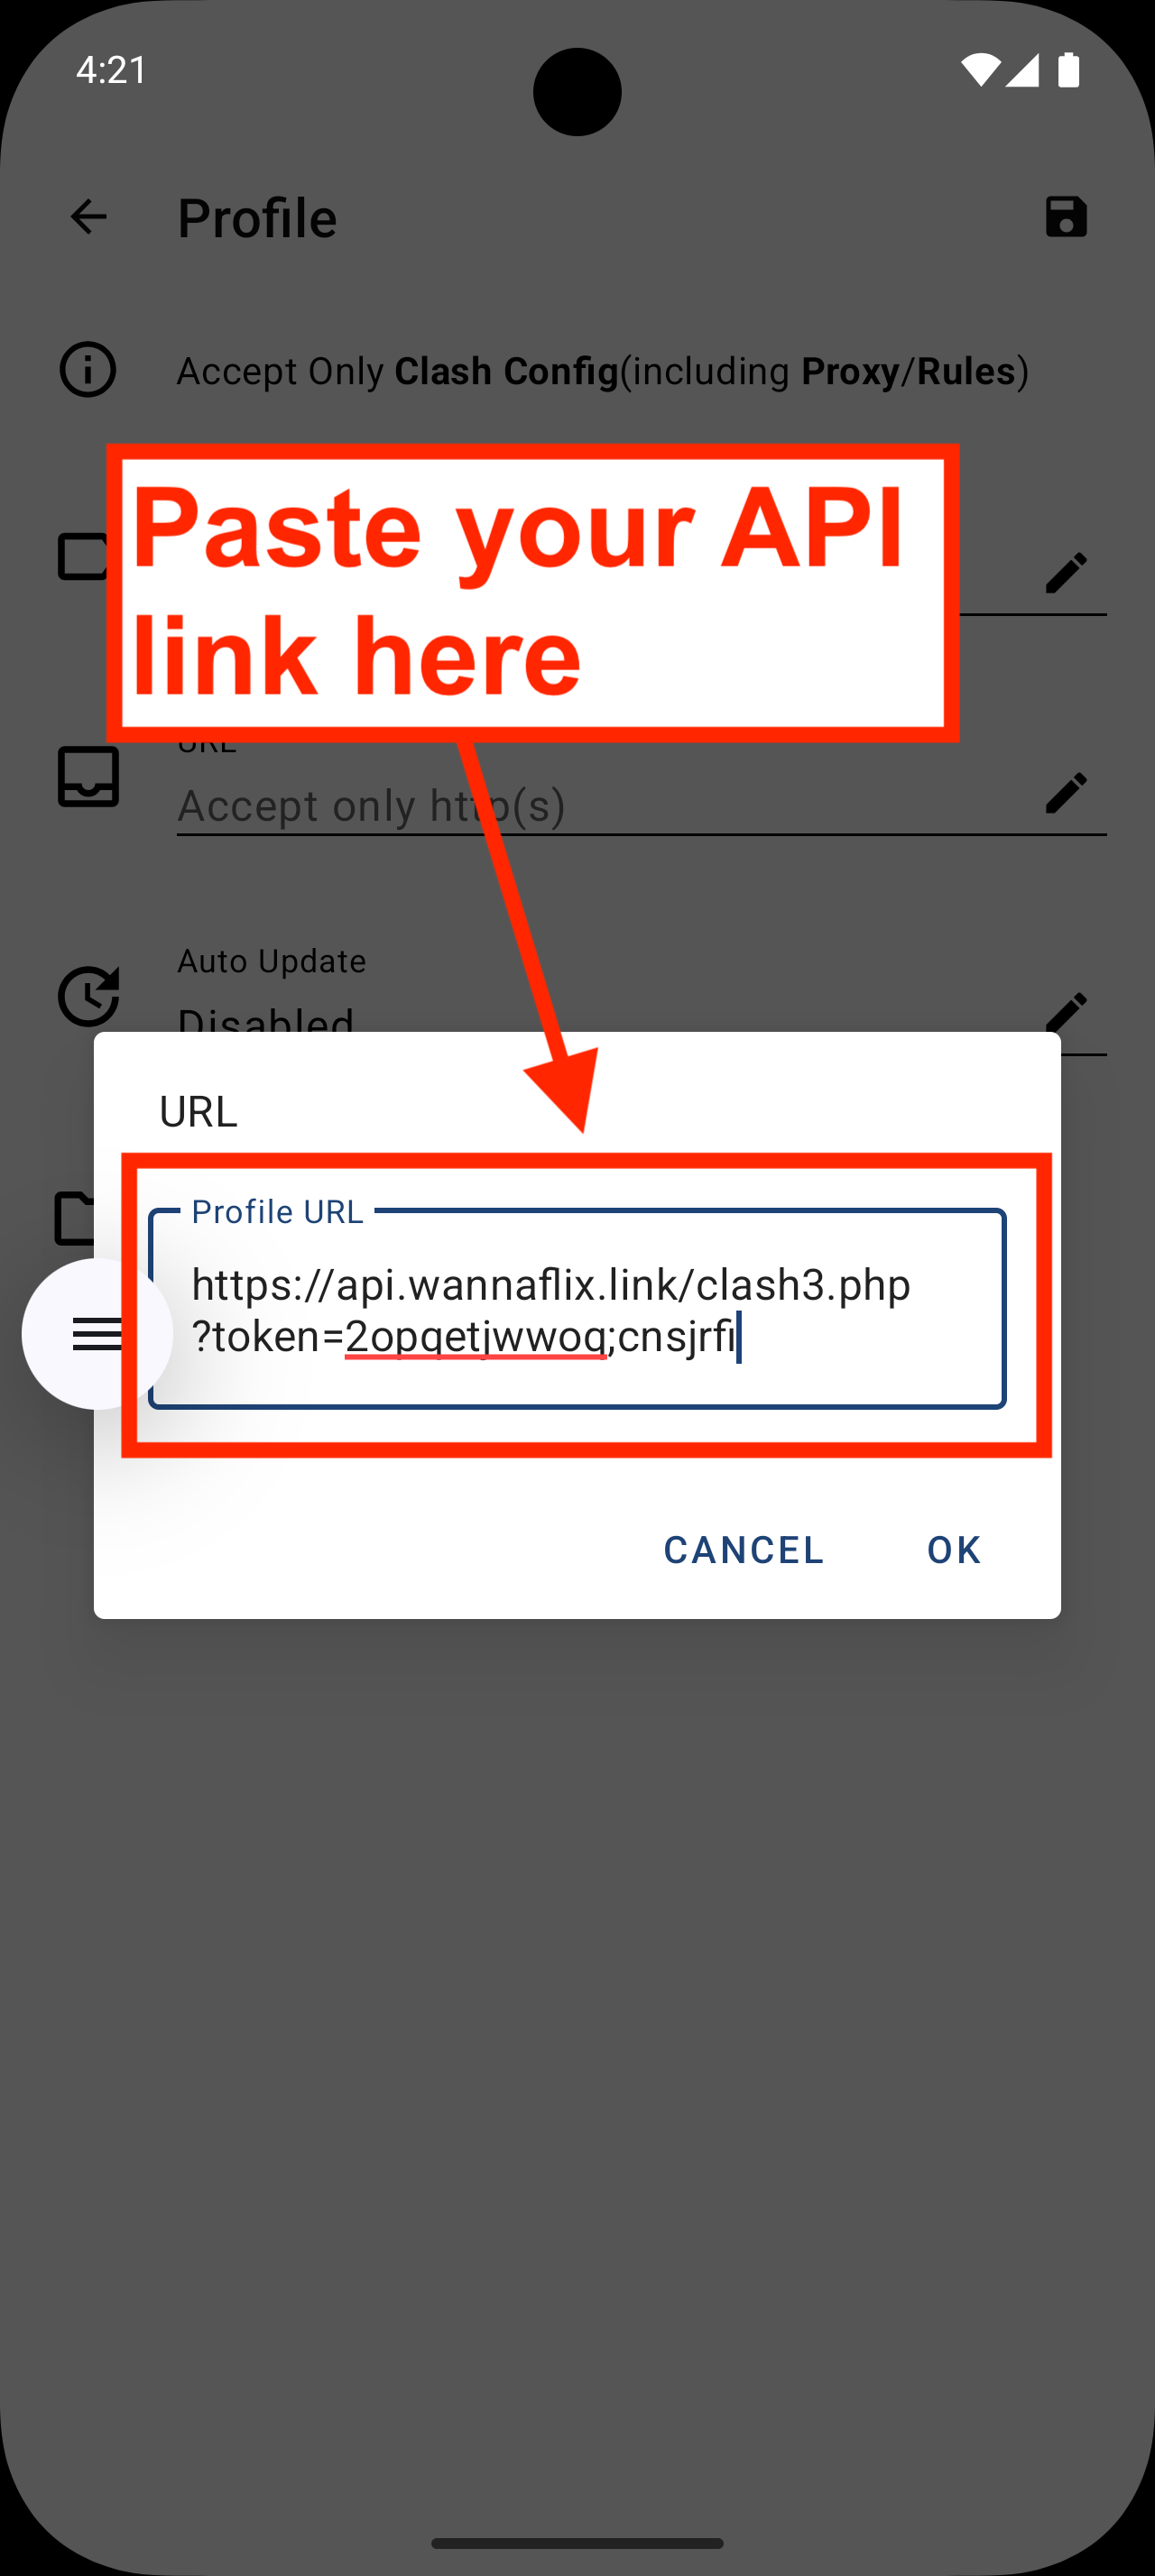 4:21
Profile
Accept Only Clash Config(including Proxy/Rules)
Paste your API
link here
URL
Accept only http(s)
Auto Update
Disabled
URL
Profile URL
https://api.wannaflix.link/clash3.php
?token=2opqetjwwoq;cnsjrfi
CANCEL
OK